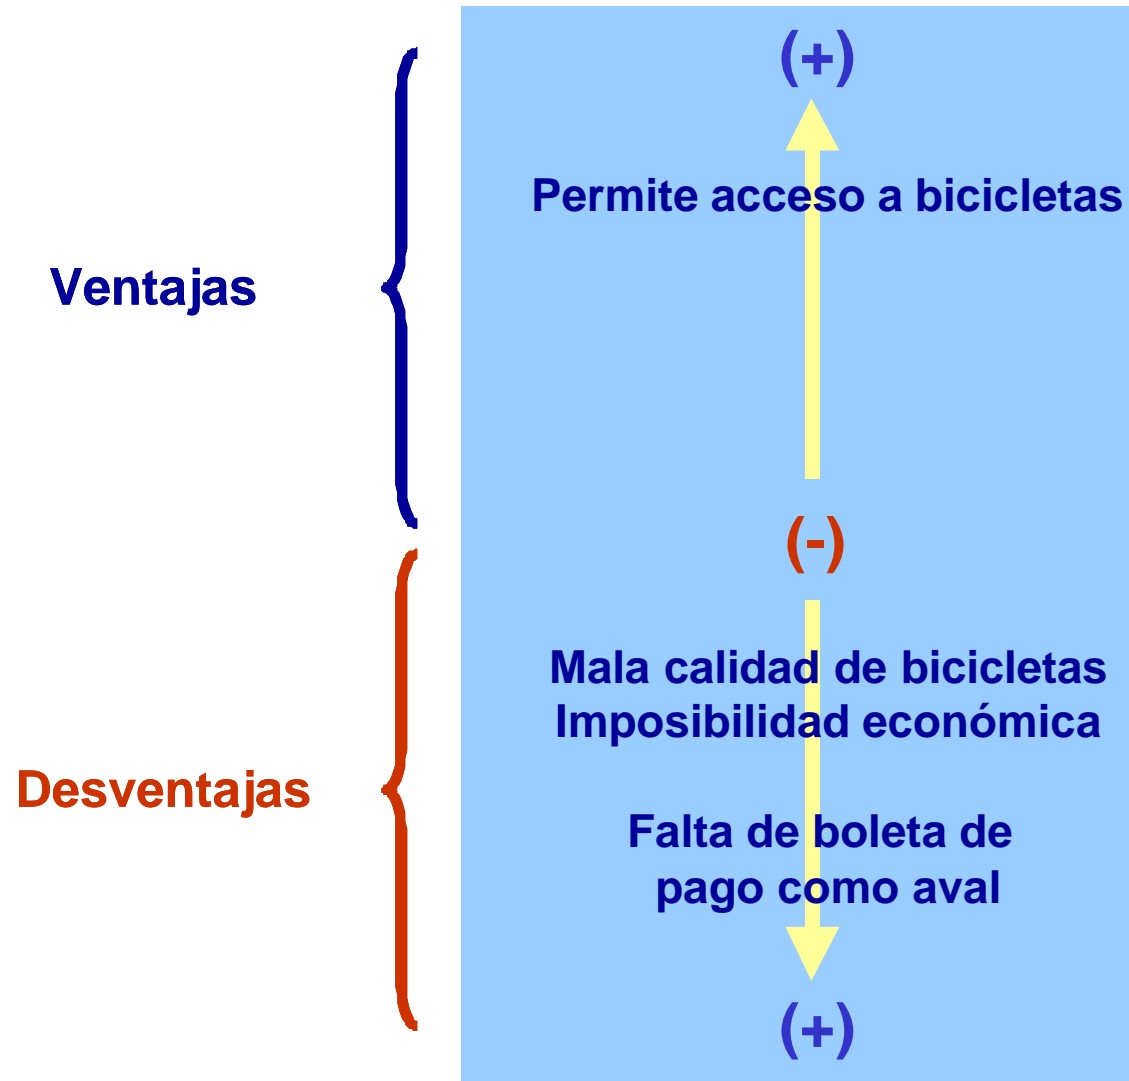 (+)
Permite acceso a bicicletas
Ventajas
(-)
Mala calidad de bicicletas
Imposibilidad económica
Desventajas
Falta de boleta de
pago como aval
(+)